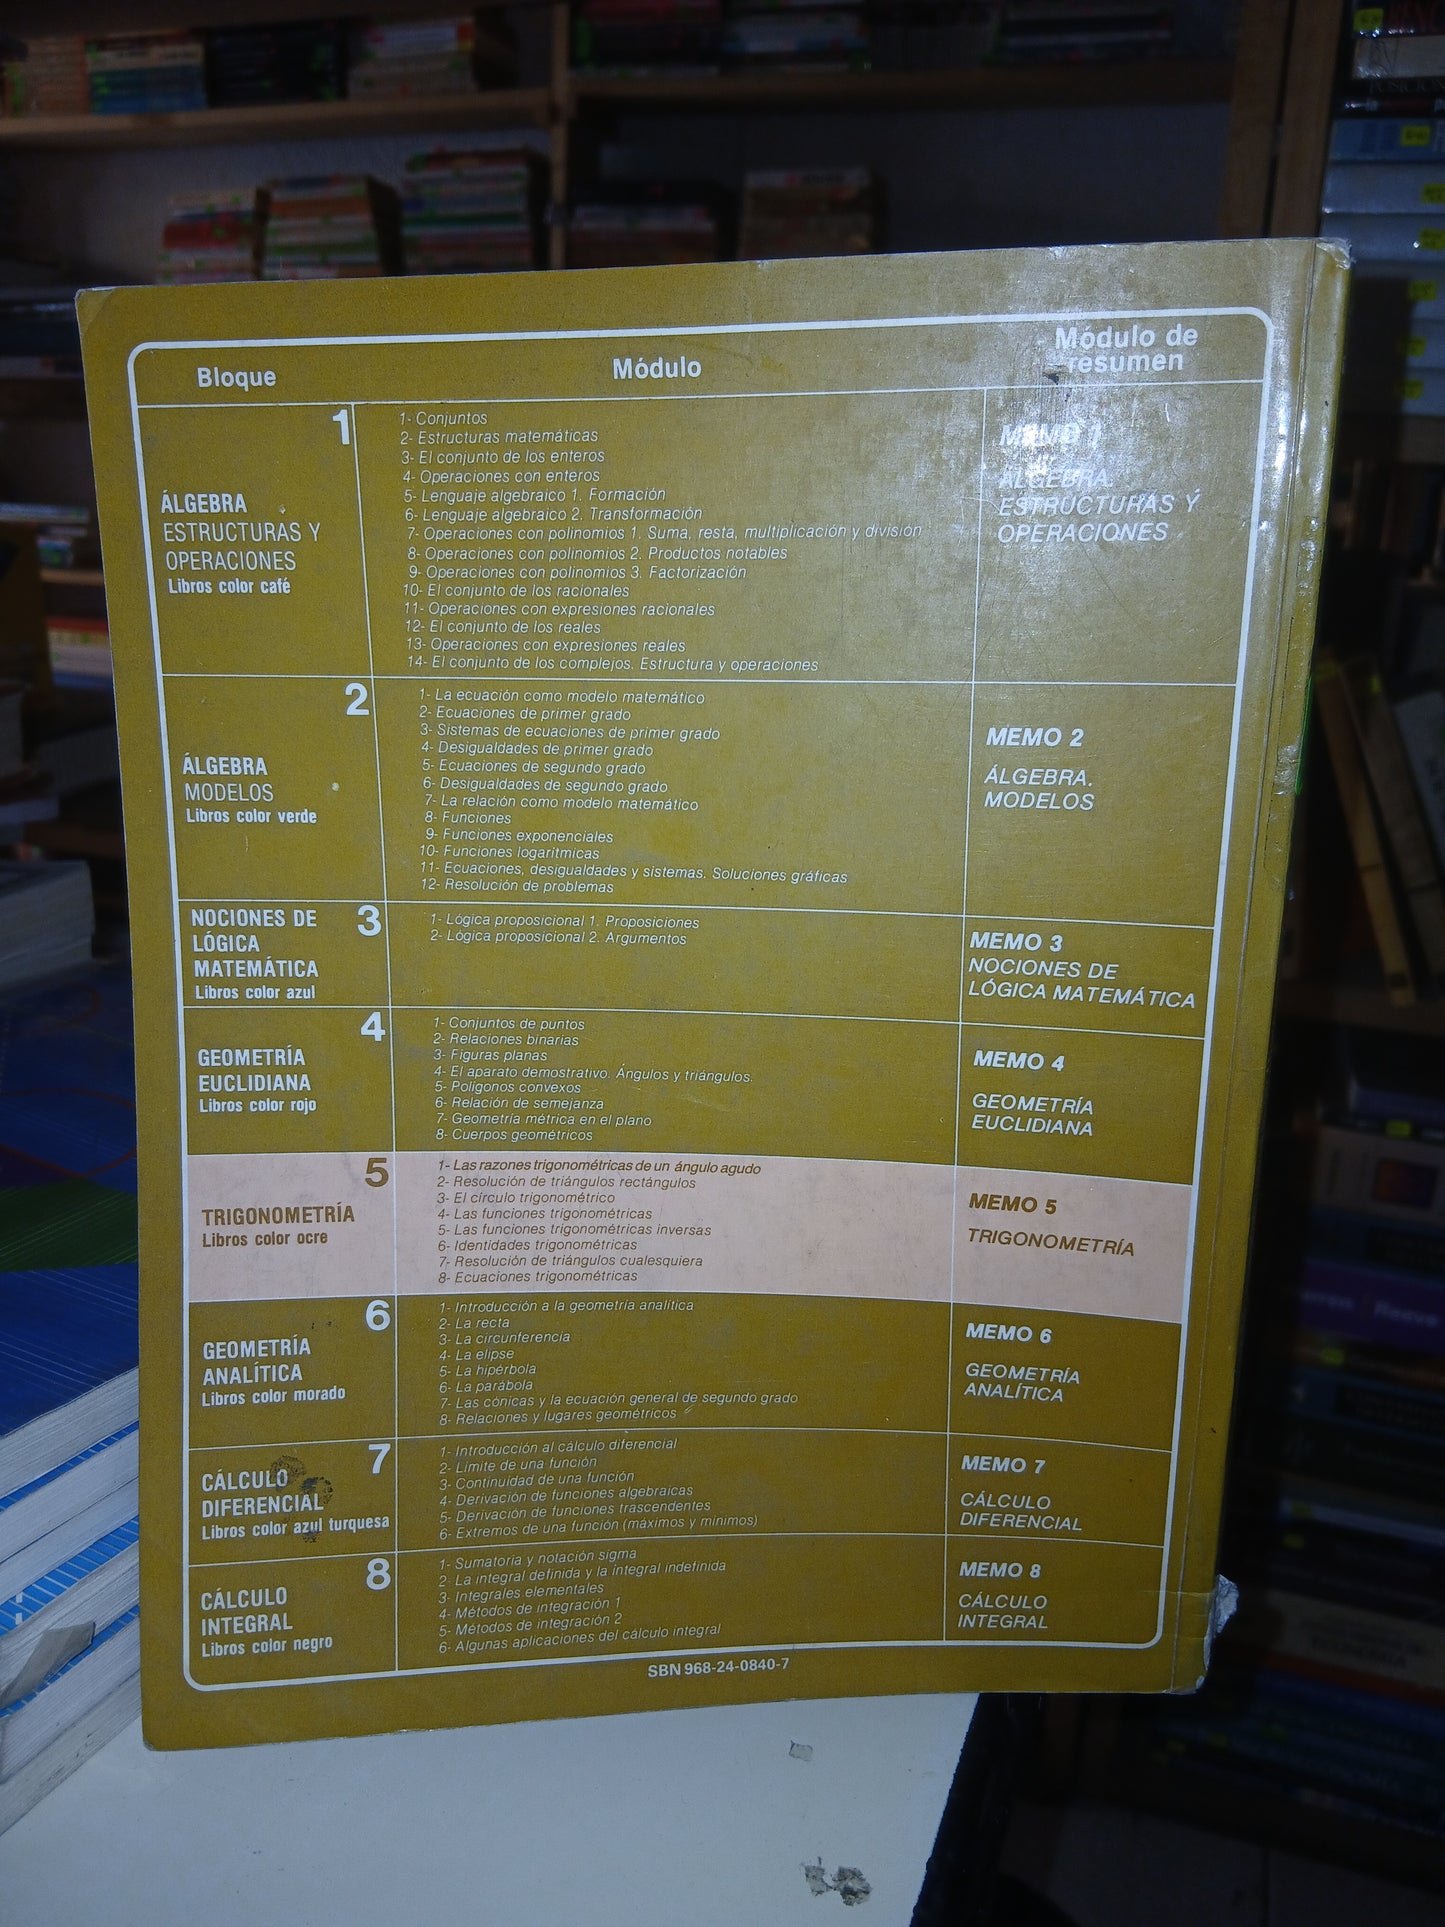 Bloque
Módulo
Módulo de
resumen
1
ÁLGEBRA
ESTRUCTURAS Y
OPERACIONES
Libros color café
1- Conjuntos
2- Estructuras matemáticas
3- El conjunto de los enteros
4- Operaciones con enteros
5- Lenguaje algebraico 1. Formación
6- Lenguaje algebraico 2. Transformación
7- Operaciones con polinomios 1. Suma, resta, multiplicación y división
8- Operaciones con polinomios 2. Productos notables
9- Operaciones con polinomios 3. Factorización
10- El conjunto de los racionales
11- Operaciones con expresiones racionales
12- El conjunto de los reales
13- Operaciones con expresiones reales
14- El conjunto de los complejos. Estructura y operaciones
MEMO 1
ÁLGEBRA.
ESTRUCTURAS Y
OPERACIONES
2
ÁLGEBRA
MODELOS
Libros color verde
1- La ecuación como modelo matemático
2- Ecuaciones de primer grado
3- Sistemas de ecuaciones de primer grado
4- Desigualdades de primer grado
5- Ecuaciones de segundo grado
6- Desigualdades de segundo grado
7- La relación como modelo matemático
8- Funciones
9- Funciones exponenciales
10- Funciones logarítmicas
11- Ecuaciones, desigualdades y sistemas. Soluciones gráficas
12- Resolución de problemas
MEMO 2
ÁLGEBRA.
MODELOS
3
NOCIONES DE
LÓGICA
MATEMÁTICA
Libros color azul
1- Lógica proposicional 1. Proposiciones
2- Lógica proposicional 2. Argumentos
MEMO 3
NOCIONES DE
LÓGICA MATEMÁTICA
4
GEOMETRÍA
EUCLIDIANA
Libros color rojo
1- Conjuntos de puntos
2- Relaciones binarias
3- Figuras planas
4- El aparato demostrativo. Ángulos y triángulos.
5- Polígonos convexos
6- Relación de semejanza
7- Geometría métrica en el plano
8- Cuerpos geométricos
MEMO 4
GEOMETRÍA
EUCLIDIANA
5
TRIGONOMETRÍA
Libros color ocre
1- Las razones trigonométricas de un ángulo agudo
2- Resolución de triángulos rectángulos
3- El círculo trigonométrico
4- Las funciones trigonométricas
5- Las funciones trigonométricas inversas
6- Identidades trigonométricas
7- Resolución de triángulos cualesquiera
8- Ecuaciones trigonométricas
MEMO 5
TRIGONOMETRÍA
6
GEOMETRÍA
ANALÍTICA
Libros color morado
1- Introducción a la geometría analítica
2- La recta
3- La circunferencia
4- La elipse
5- La hipérbola
6- La parábola
7- Las cónicas y la ecuación general de segundo grado
8- Relaciones y lugares geométricos
MEMO 6
GEOMETRÍA
ANALÍTICA
7
CÁLCULO
DIFERENCIAL
Libros color azul turquesa
1- Introducción al cálculo diferencial
2- Límite de una función
3- Continuidad de una función
4- Derivación de funciones algebraicas
5- Derivación de funciones trascendentes
6- Extremos de una función (máximos y mínimos)
MEMO 7
CÁLCULO
DIFERENCIAL
8
CÁLCULO
INTEGRAL
Libros color negro
1- Sumatoria y notación sigma
2- La integral definida y la integral indefinida
3- Integrales elementales
4- Métodos de integración 1
5- Métodos de integración 2
6- Algunas aplicaciones del cálculo integral
MEMO 8
CÁLCULO
INTEGRAL
SBN 968-24-0840-7
Reeve